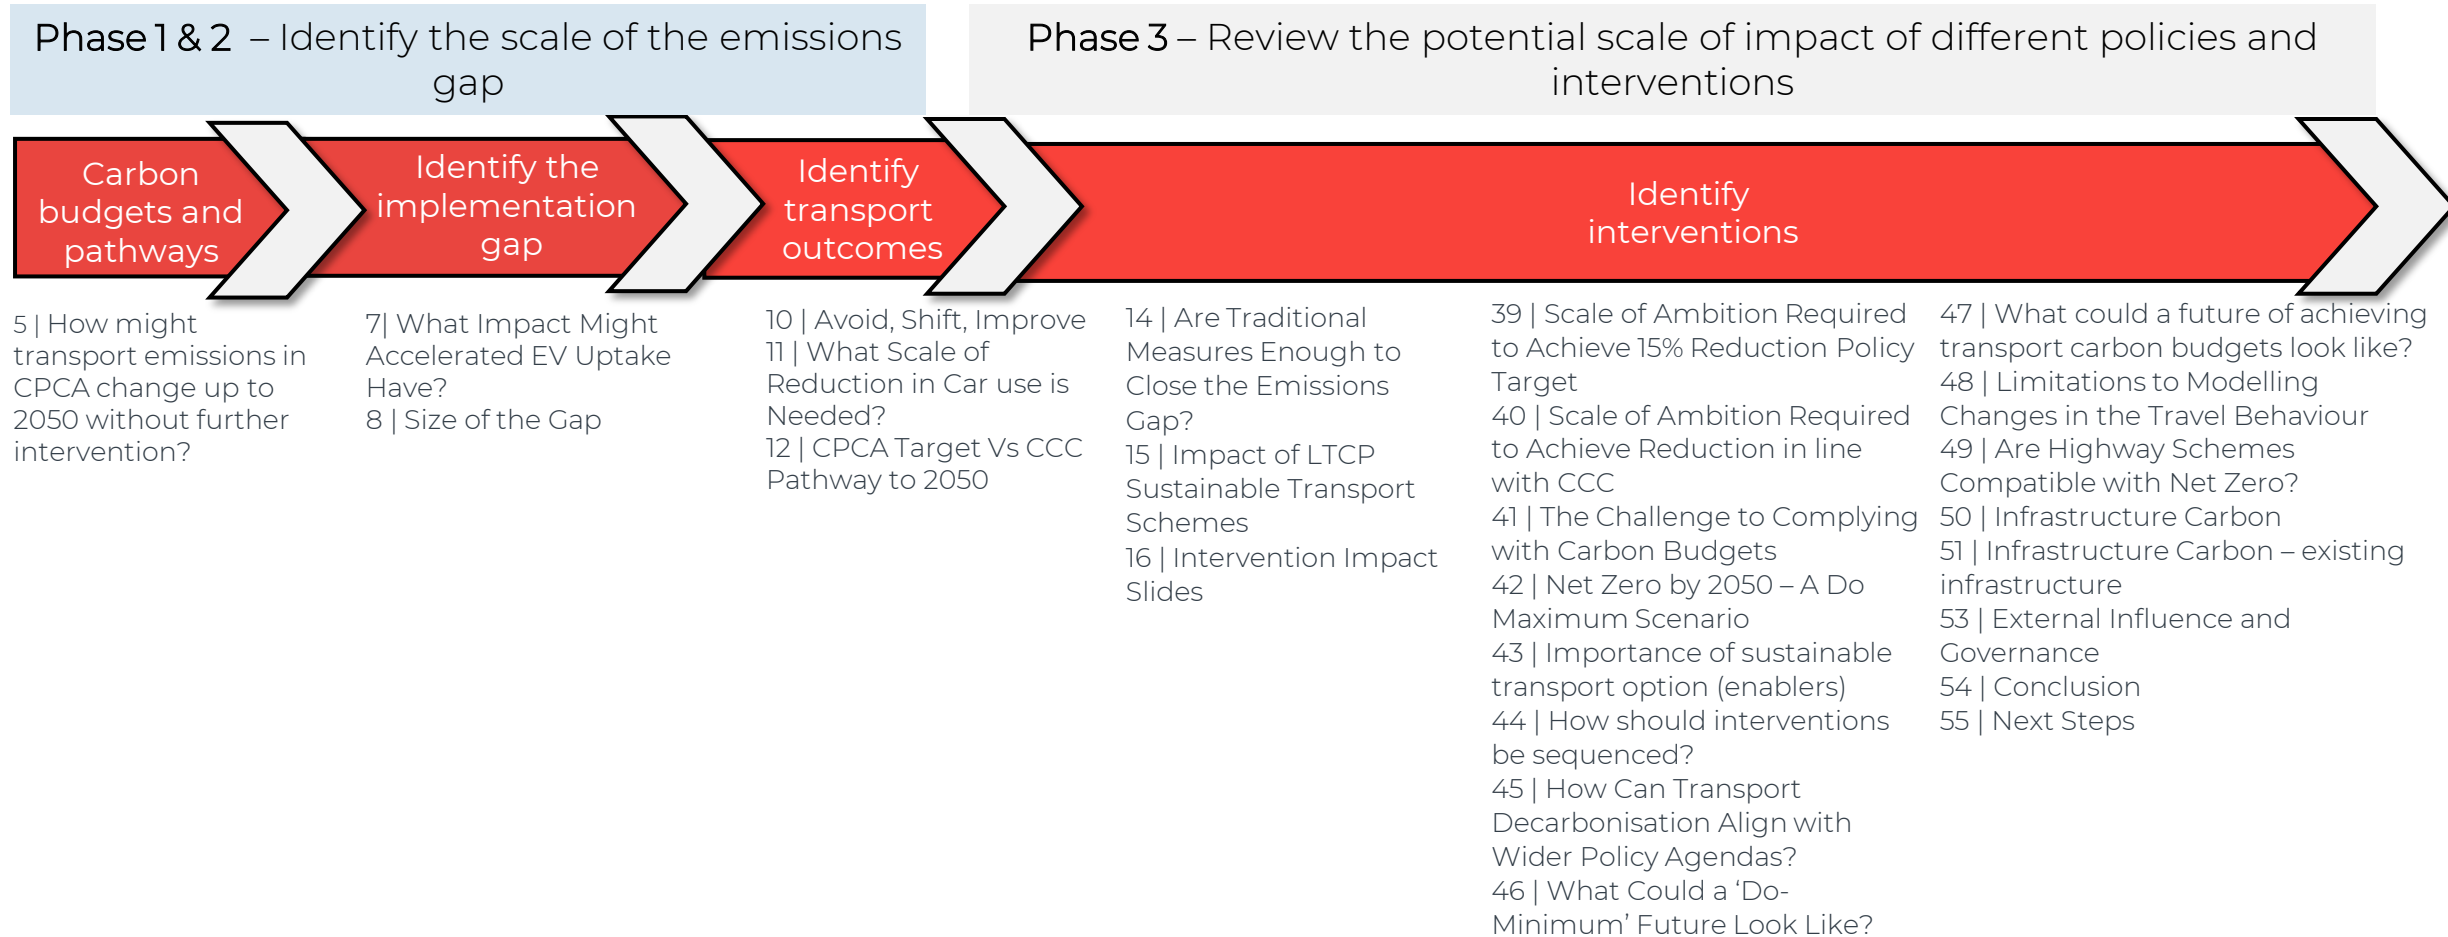 Phase 1 & 2 – Identify the scale of the emissions
gap
Phase 3 – Review the potential scale of impact of different policies and
interventions
Carbon
budgets and
pathways
Identify the
implementation
gap
Identify
transport
outcomes
Identify
interventions
5 | How might
transport emissions in
CPCA change up to
2050 without further
intervention?
7| What Impact Might
Accelerated EV Uptake
Have?
8 | Size of the Gap
10 | Avoid, Shift, Improve
11 | What Scale of
Reduction in Car use is
Needed?
12 | CPCA Target Vs CCC
Pathway to 2050
14 | Are Traditional
Measures Enough to
Close the Emissions
Gap?
15 | Impact of LTCP
Sustainable Transport
Schemes
16 | Intervention Impact
Slides
39 | Scale of Ambition Required
to Achieve 15% Reduction Policy
Target
40 | Scale of Ambition Required
to Achieve Reduction in line
with CCC
41 | The Challenge to Complying
with Carbon Budgets
42 | Net Zero by 2050 – A Do
Maximum Scenario
43 | Importance of sustainable
transport option (enablers)
44 | How should interventions
be sequenced?
45 | How Can Transport
Decarbonisation Align with
Wider Policy Agendas?
46 | What Could a ‘Do-
Minimum’ Future Look Like?
47 | What could a future of achieving
transport carbon budgets look like?
48 | Limitations to Modelling
Changes in the Travel Behaviour
49 | Are Highway Schemes
Compatible with Net Zero?
50 | Infrastructure Carbon
51 | Infrastructure Carbon – existing
infrastructure
53 | External Influence and
Governance
54 | Conclusion
55 | Next Steps